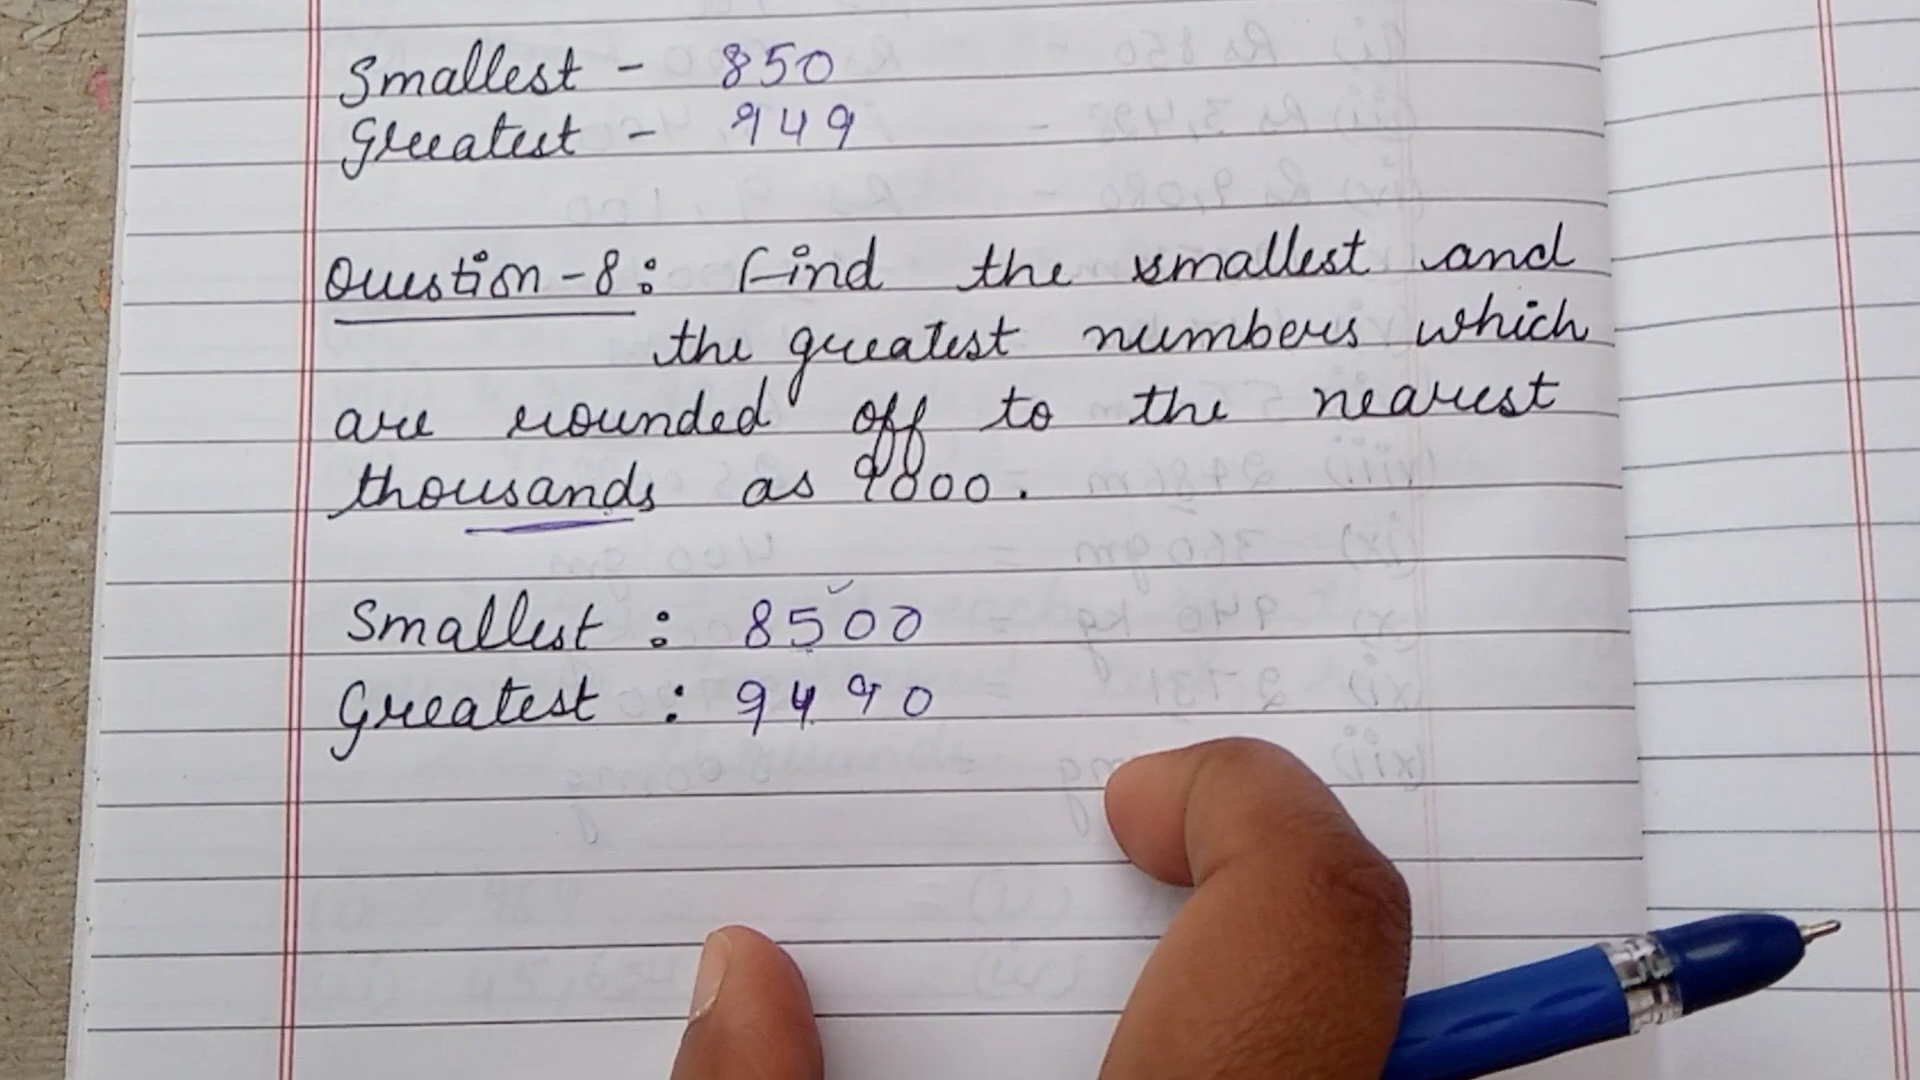 Smallest - 850
Greatest - 949
Question-8: Find the smallest and
the greatest numbers which
are rounded off to the nearest
thousands as 9000.
Smallest : 8500
Greatest : 9490